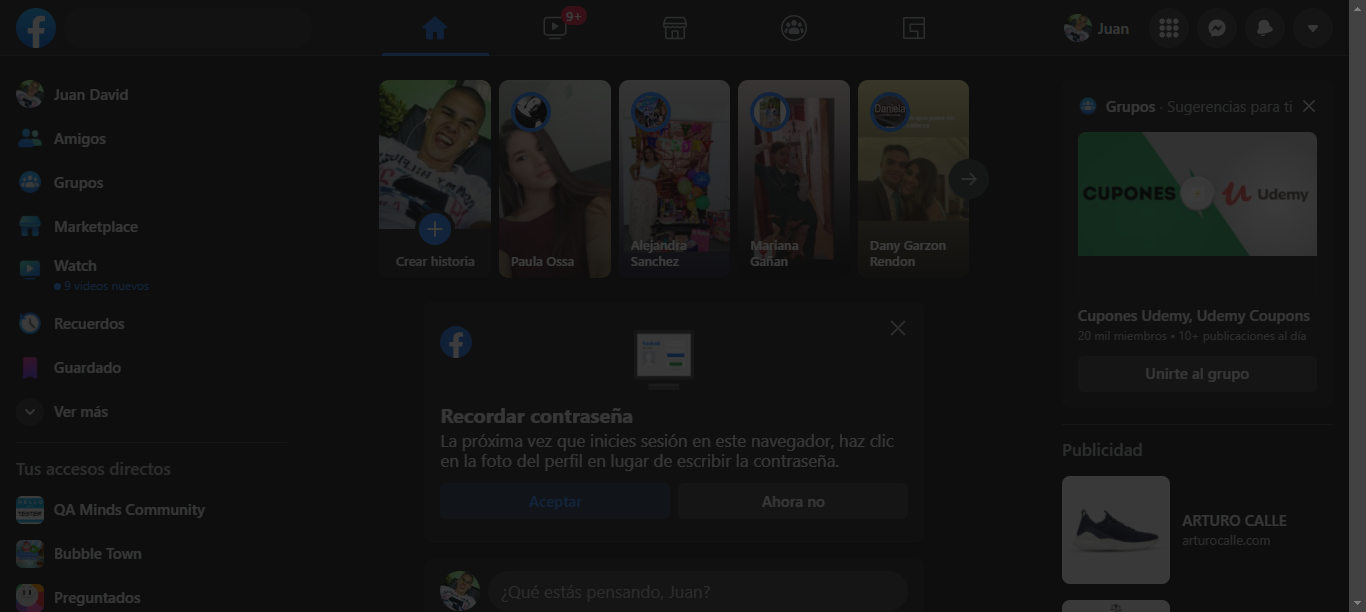 9+
Juan
Juan David
Amigos
Grupos
Marketplace
Watch
9 videos nuevos
Recuerdos
Guardado
Ver más
Tus accesos directos
QA Minds Community
Bubble Town
Preguntados
Crear historia
Paula Ossa
Alejandra
Sanchez
Mariana
Gañan
Daniela
Dany Garzon
Rendon
Recordar contraseña
La próxima vez que inicies sesión en este navegador, haz clic
en la foto del perfil en lugar de escribir la contraseña.
Aceptar
Ahora no
¿Qué estás pensando, Juan?
Grupos · Sugerencias para ti
CUPONES
Udemy
Cupones Udemy, Udemy Coupons
20 mil miembros • 10+ publicaciones al día
Unirte al grupo
Publicidad
ARTURO CALLE
arturocalle.com